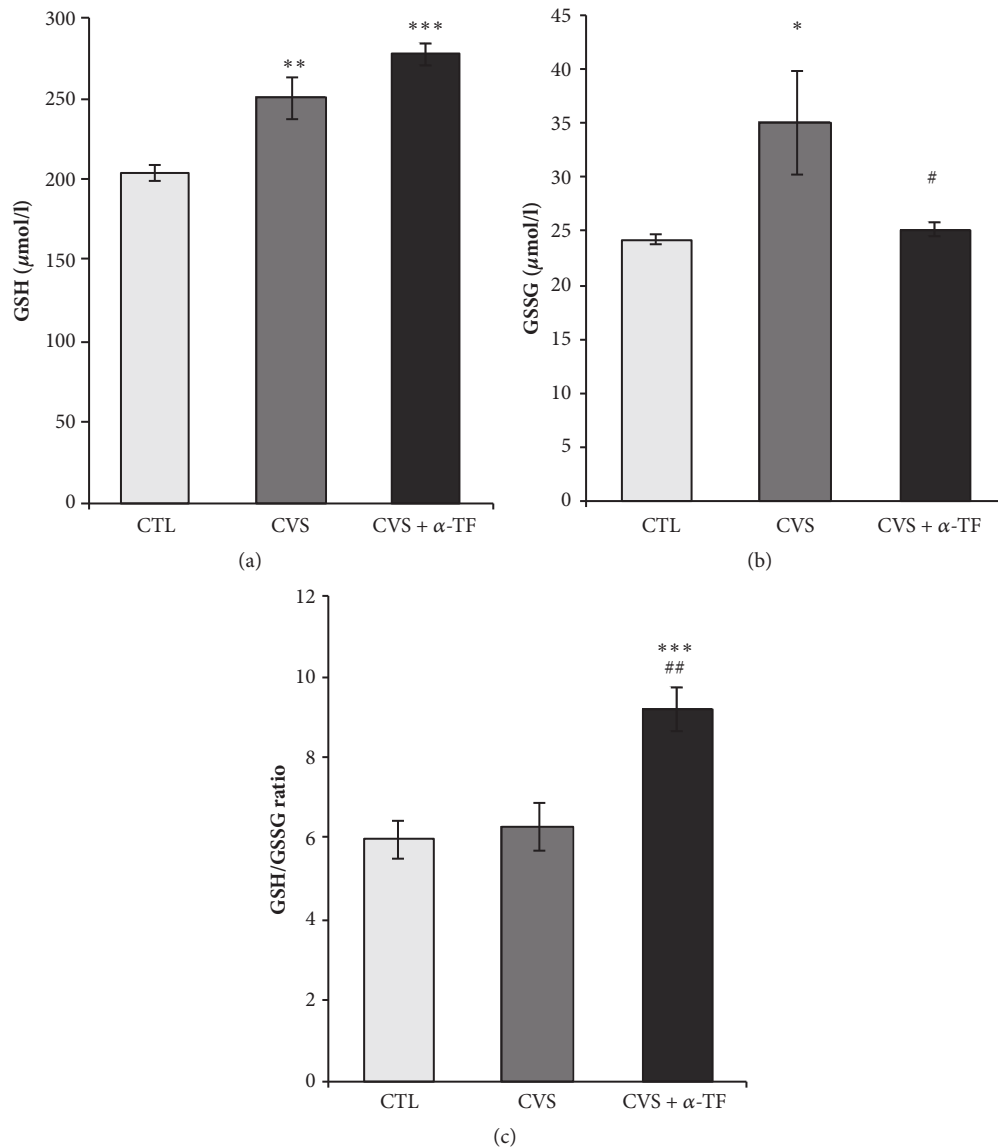 GSH (μmol/l)
300
250
200
150
100
50
0
**
***
CTL
CVS
CVS + α-TF
(a)
GSSG (μmol/l)
45
40
35
30
25
20
15
10
5
0
*
#
CTL
CVS
CVS + α-TF
(b)
GSH/GSSG ratio
12
10
8
6
4
2
0
***
##
CTL
CVS
CVS + α-TF
(c)